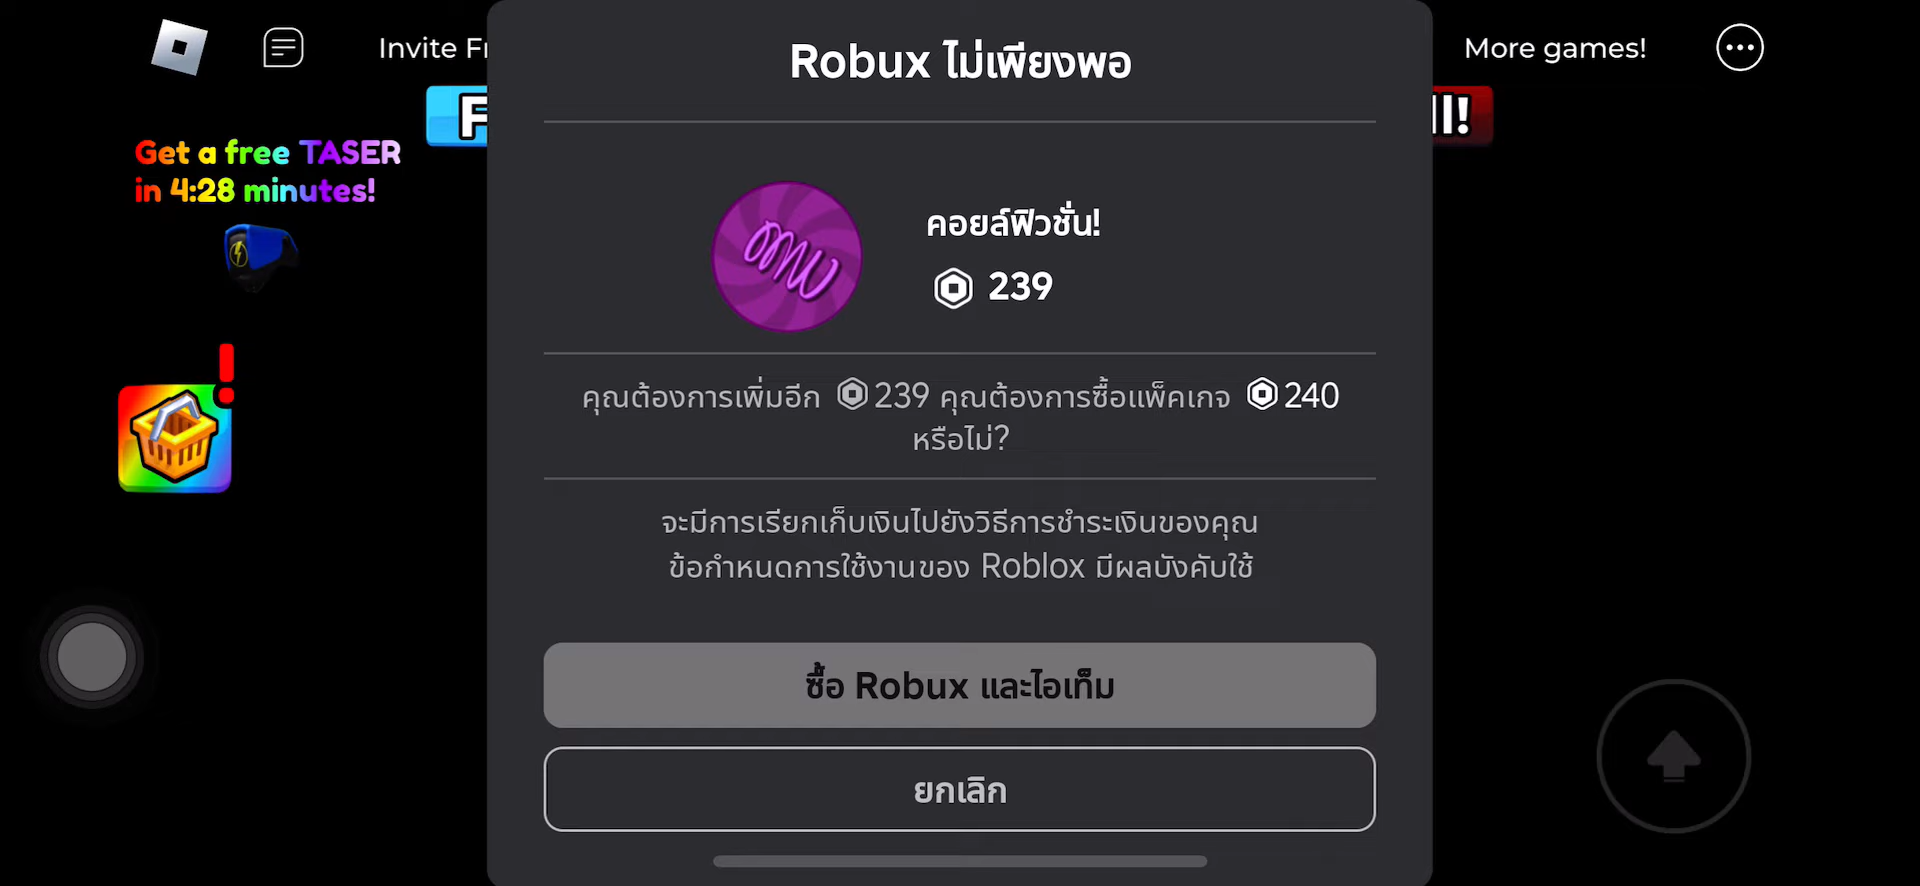 Invite Fr
More games!
F
ll!
Get a free TASER
in 4:28 minutes!
Robux ไม่เพียงพอ
คอยล์ฟิวชั่น!
239
คุณต้องการเพิ่มอีก 239 คุณต้องการซื้อแพ็คเกจ 240
หรือไม่?
จะมีการเรียกเก็บเงินไปยังวิธีการชำระเงินของคุณ
ข้อกำหนดการใช้งานของ Roblox มีผลบังคับใช้
ซื้อ Robux และไอเท็ม
ยกเลิก